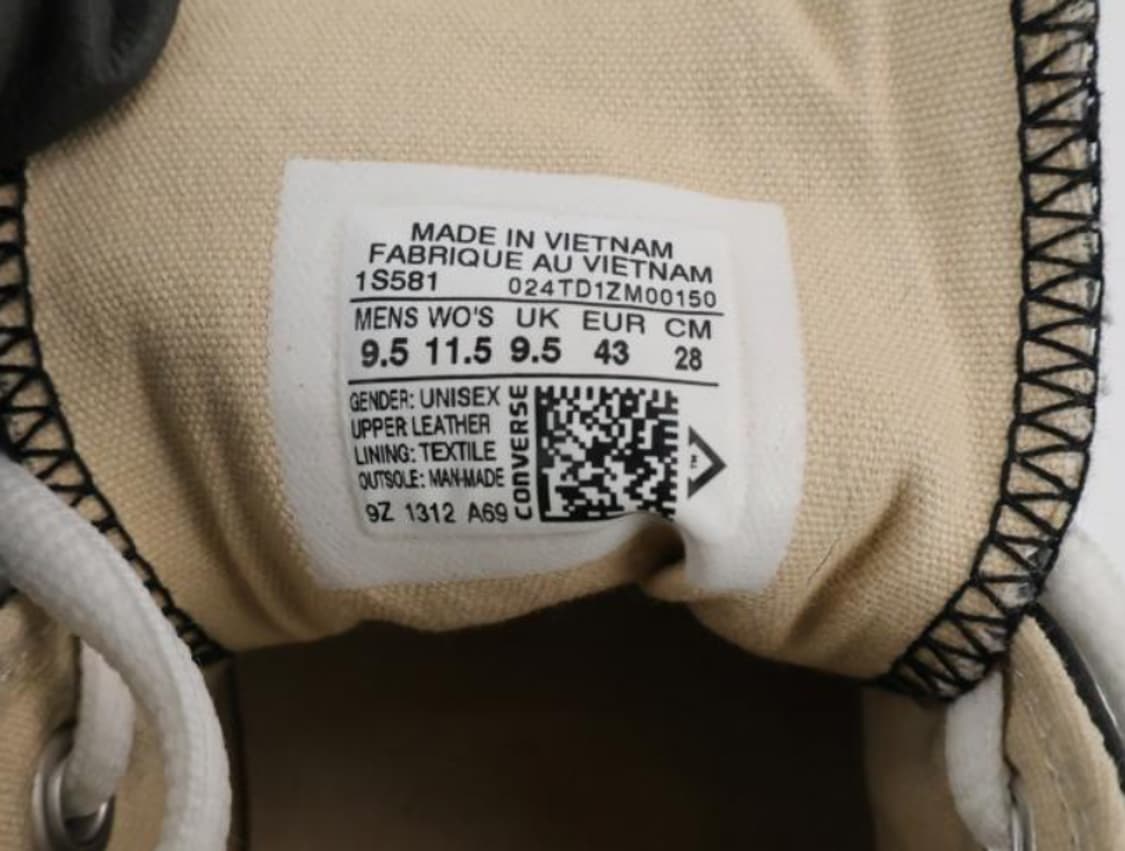 MADE IN VIETNAM
FABRIQUE AU VIETNAM
1S581 024TD1ZM00150
MENS WO'S UK EUR CM
9.5 11.5 9.5 43 28
GENDER: UNISEX
UPPER LEATHER
LINING: TEXTILE
OUTSOLE: MAN-MADE
9Z 1312 A69
CONVERSE
TM